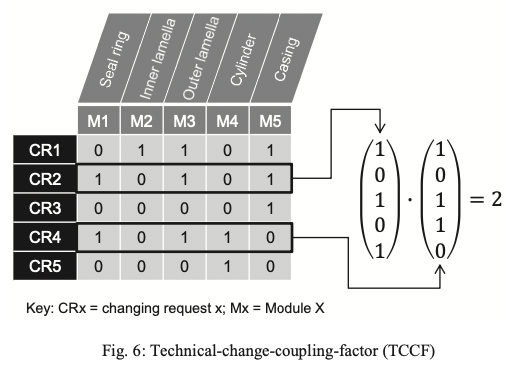 Seal ring Inner lamella Outer lamella Cylinder Casing
M1 M2 M3 M4 M5
CR1 0 1 1 0 1
CR2 1 0 1 0 1
CR3 0 0 0 0 1
CR4 1 0 1 1 0
CR5 0 0 0 1 0
(1 0 1 0 1) · (1 0 1 1 0) = 2
Key: CRx = changing request x; Mx = Module X
Fig. 6: Technical-change-coupling-factor (TCCF)